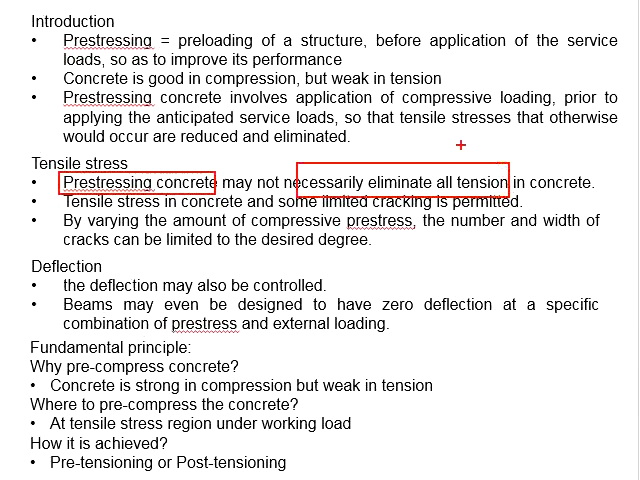 Introduction
• Prestressing = preloading of a structure, before application of the service
loads, so as to improve its performance
• Concrete is good in compression, but weak in tension
• Prestressing concrete involves application of compressive loading, prior to
applying the anticipated service loads, so that tensile stresses that otherwise
would occur are reduced and eliminated.
Tensile stress
• Prestressing concrete may not necessarily eliminate all tension in concrete.
• Tensile stress in concrete and some limited cracking is permitted.
• By varying the amount of compressive prestress, the number and width of
cracks can be limited to the desired degree.
Deflection
• the deflection may also be controlled.
• Beams may even be designed to have zero deflection at a specific
combination of prestress and external loading.
Fundamental principle:
Why pre-compress concrete?
• Concrete is strong in compression but weak in tension
Where to pre-compress the concrete?
• At tensile stress region under working load
How it is achieved?
• Pre-tensioning or Post-tensioning